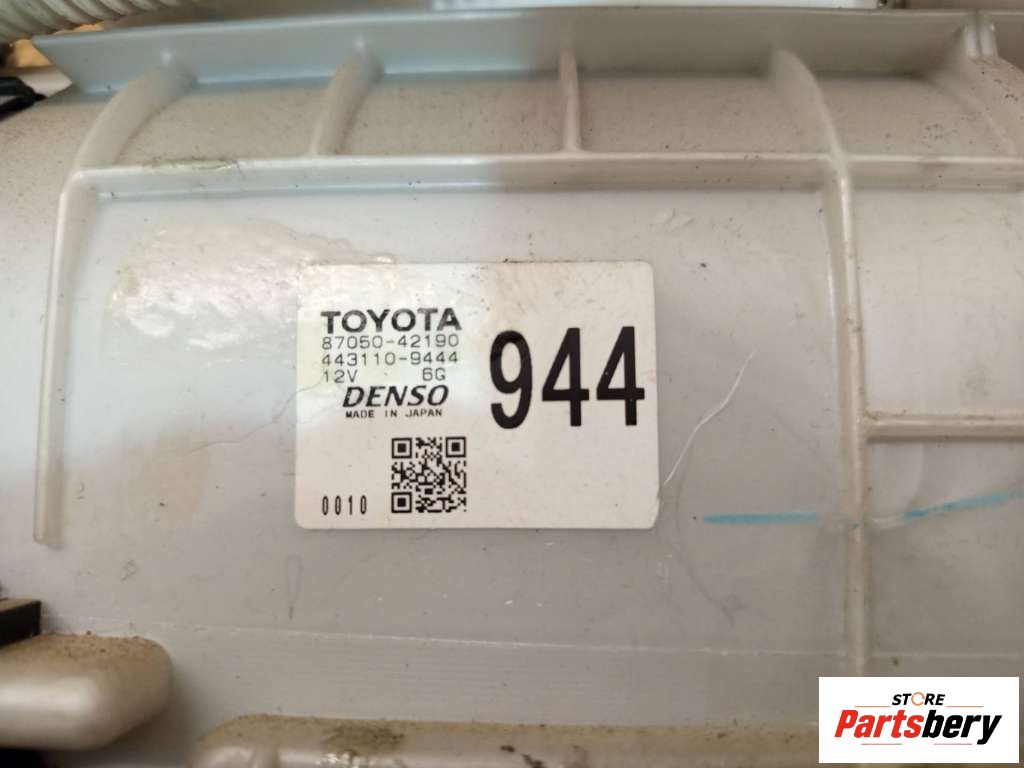 TOYOTA
87050-42190
443110-9444
12V 6G
DENSO
MADE IN JAPAN
944
0010
STORE
Partsbery